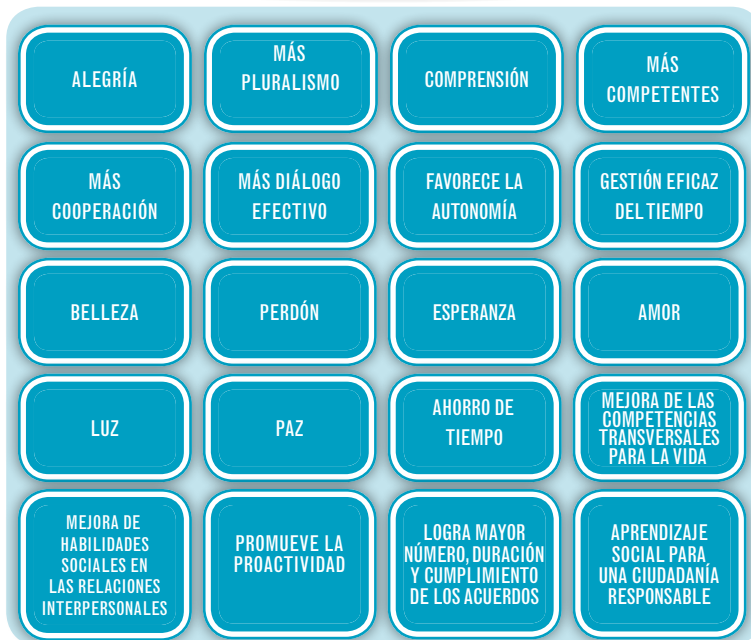 ALEGRÍA
MÁS
PLURALISMO
COMPRENSIÓN
MÁS
COMPETENTES
MÁS
COOPERACIÓN
MÁS DIÁLOGO
EFECTIVO
FAVORECE LA
AUTONOMÍA
GESTIÓN EFICAZ
DEL TIEMPO
BELLEZA
PERDÓN
ESPERANZA
AMOR
LUZ
PAZ
AHORRO DE
TIEMPO
MEJORA DE LAS
COMPETENCIAS
TRANSVERSALES
PARA LA VIDA
MEJORA DE
HABILIDADES
SOCIALES EN
LAS RELACIONES
INTERPERSONALES
PROMUEVE LA
PROACTIVIDAD
LOGRA MAYOR
NÚMERO, DURACIÓN
Y CUMPLIMIENTO
DE LOS ACUERDOS
APRENDIZAJE
SOCIAL PARA
UNA CIUDADANÍA
RESPONSABLE